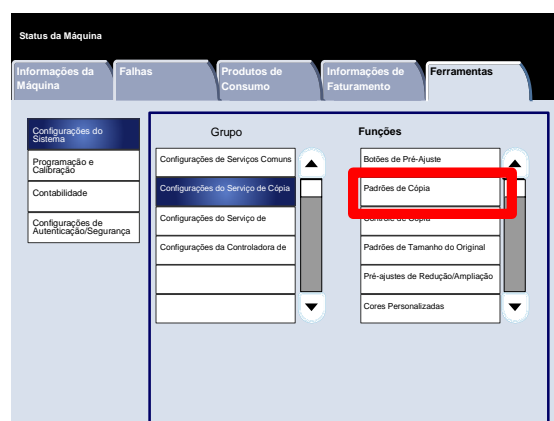 Status da Máquina
Informações da
Máquina
Falhas
Produtos de
Consumo
Informações de
Faturamento
Ferramentas
Configurações do
Sistema
Programação e
Calibração
Contabilidade
Configurações de
Autenticação/Segurança
Grupo
Configurações de Serviços Comuns
Configurações do Serviço de Cópia
Configurações do Serviço de
Configurações da Controladora de
Funções
Botões de Pré-Ajuste
Padrões de Cópia
Controle de Cópia
Padrões de Tamanho do Original
Pré-ajustes de Redução/Ampliação
Cores Personalizadas